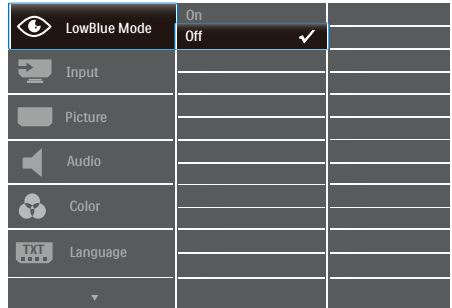 LowBlue Mode
On
Off
Input
Picture
Audio
Color
TXT
Language